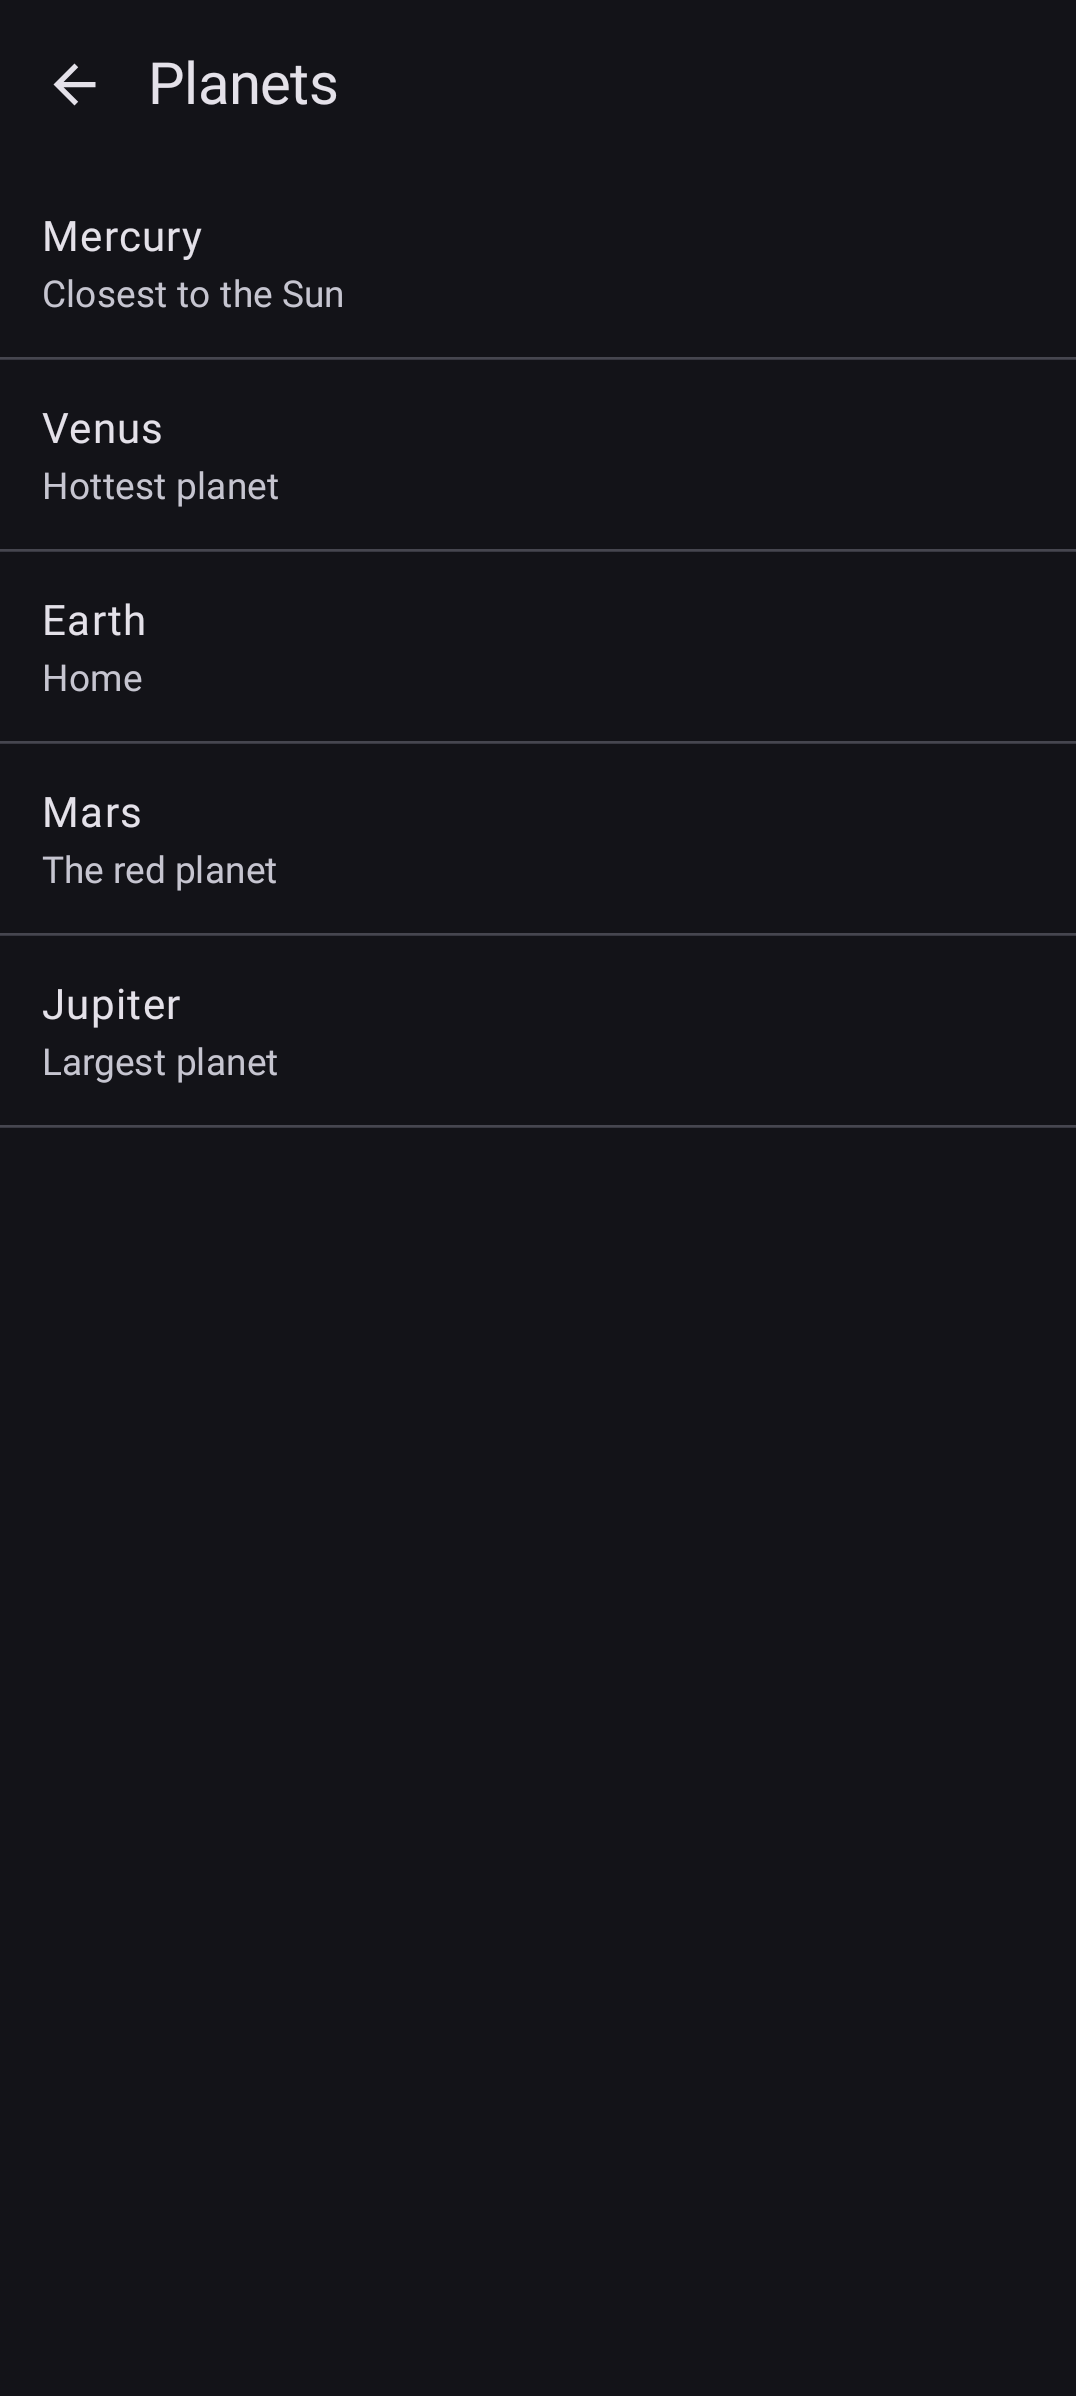 Planets
Mercury
Closest to the Sun
Venus
Hottest planet
Earth
Home
Mars
The red planet
Jupiter
Largest planet